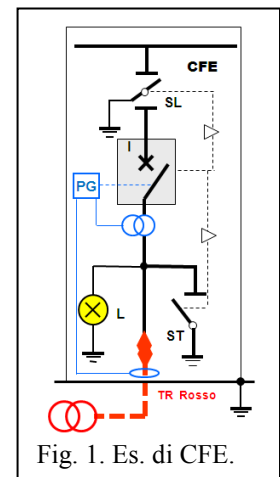 CFE
SL
I
PG
L
ST
TR Rosso
Fig. 1. Es. di CFE.